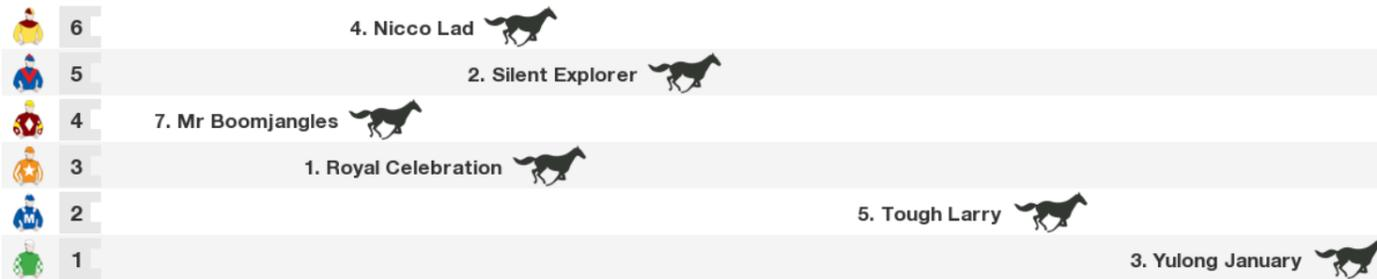 6 4. Nicco Lad
5 2. Silent Explorer
4 7. Mr Boomjangles
3 1. Royal Celebration
M 2 5. Tough Larry
1 3. Yulong January